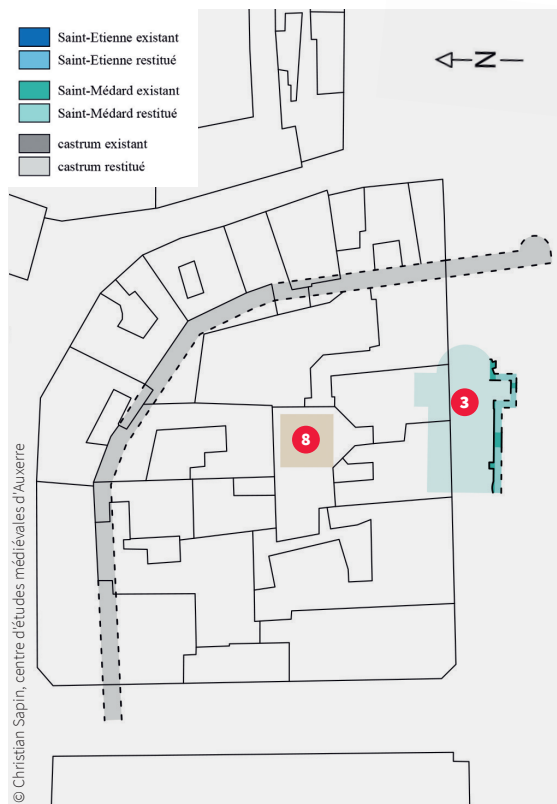 Saint-Etienne existant
Saint-Etienne restitué
Saint-Médard existant
Saint-Médard restitué
castrum existant
castrum restitué
N
3
8
© Christian Sapin, centre d'études médiévales d'Auxerre